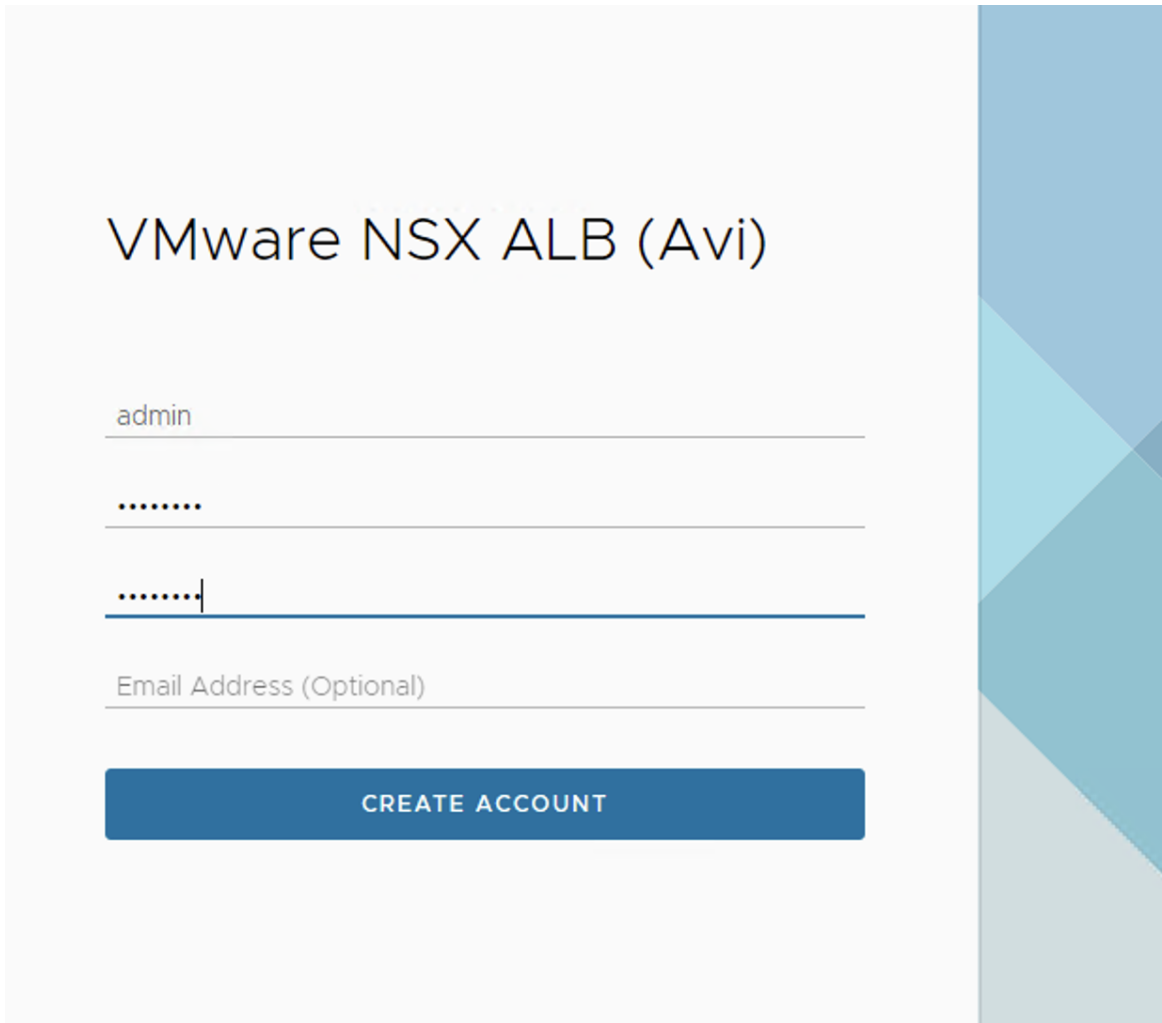 VMware NSX ALB (Avi)
admin
••••••••
••••••••
Email Address (Optional)
CREATE ACCOUNT